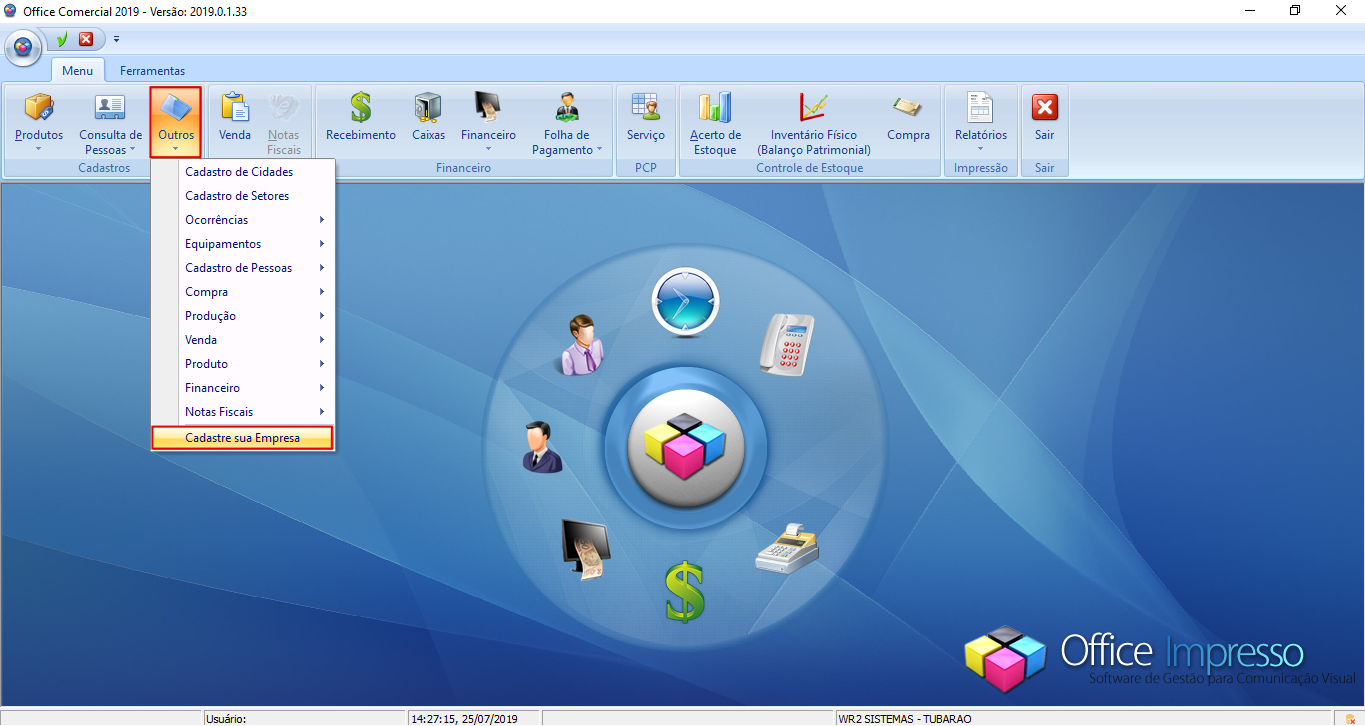 Office Comercial 2019 - Versão: 2019.0.1.33
Menu
Ferramentas
Produtos
Consulta de
Pessoas
Outros
Cadastros
Venda
Notas
Fiscais
Recebimento
Caixas
Financeiro
Folha de
Pagamento
Financeiro
Serviço
PCP
Acerto de
Estoque
Inventário Físico
(Balanço Patrimonial)
Compra
Controle de Estoque
Relatórios
Impressão
Sair
Sair
Cadastro de Cidades
Cadastro de Setores
Ocorrências
Equipamentos
Cadastro de Pessoas
Compra
Produção
Venda
Produto
Financeiro
Notas Fiscais
Cadastre sua Empresa
Office Impresso
Software de Gestão para Comunicação Visual
Usuário:
14:27:15, 25/07/2019
WR2 SISTEMAS - TUBARAO